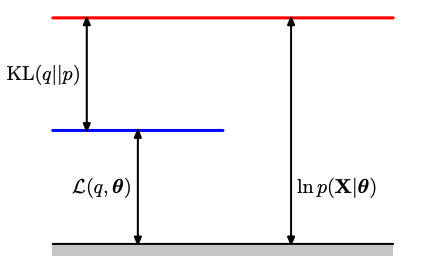 KL(q||p)
ℒ(q, θ)
ln p(X|θ)